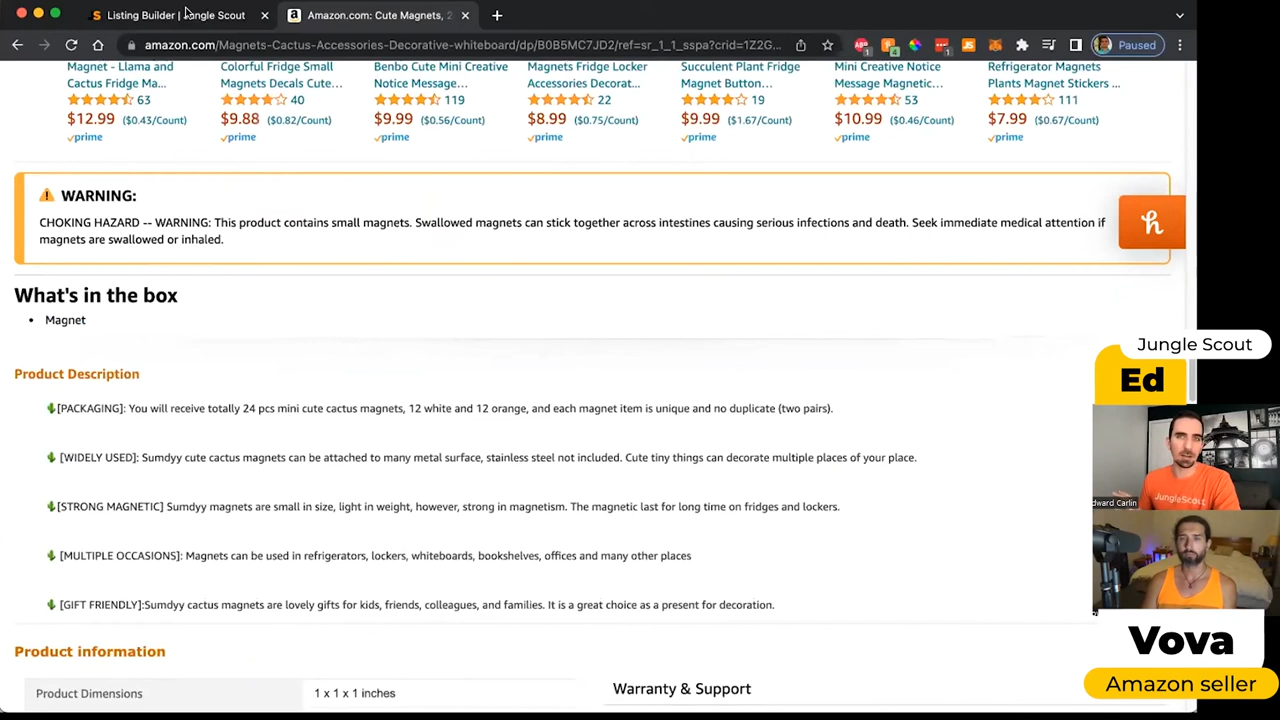 Listing Builder | Jungle Scout
Amazon.com: Cute Magnets, 2
amazon.com/Magnets-Cactus-Accessories-Decorative-whiteboard/dp/B0B5MC7JD2/ref=sr_1_1_sspa?crid=1Z2G...
Paused
Magnet - Llama and
Cactus Fridge Ma...
63
$12.99 ($0.43/Count)
prime
Colorful Fridge Small
Magnets Decals Cute...
40
$9.88 ($0.82/Count)
prime
Benbo Cute Mini Creative
Notice Message...
119
$9.99 ($0.56/Count)
prime
Magnets Fridge Locker
Accessories Decorat...
22
$8.99 ($0.75/Count)
prime
Succulent Plant Fridge
Magnet Button...
19
$9.99 ($1.67/Count)
prime
Mini Creative Notice
Message Magnetic...
53
$10.99 ($0.46/Count)
prime
Refrigerator Magnets
Plants Magnet Stickers ...
111
$7.99 ($0.67/Count)
prime
WARNING:
CHOKING HAZARD -- WARNING: This product contains small magnets. Swallowed magnets can stick together across intestines causing serious infections and death. Seek immediate medical attention if
magnets are swallowed or inhaled.
h
What's in the box
• Magnet
Product Description
[PACKAGING]: You will receive totally 24 pcs mini cute cactus magnets, 12 white and 12 orange, and each magnet item is unique and no duplicate (two pairs).
[WIDELY USED]: Sumdyy cute cactus magnets can be attached to many metal surface, stainless steel not included. Cute tiny things can decorate multiple places of your place.
[STRONG MAGNETIC] Sumdyy magnets are small in size, light in weight, however, strong in magnetism. The magnetic last for long time on fridges and lockers.
[MULTIPLE OCCASIONS]: Magnets can be used in refrigerators, lockers, whiteboards, bookshelves, offices and many other places
[GIFT FRIENDLY]:Sumdyy cactus magnets are lovely gifts for kids, friends, colleagues, and families. It is a great choice as a present for decoration.
Product information
Product Dimensions
1 x 1 x 1 inches
Warranty & Support
Jungle Scout
Ed
JungleScout
dward Carlin
Vova
Amazon seller